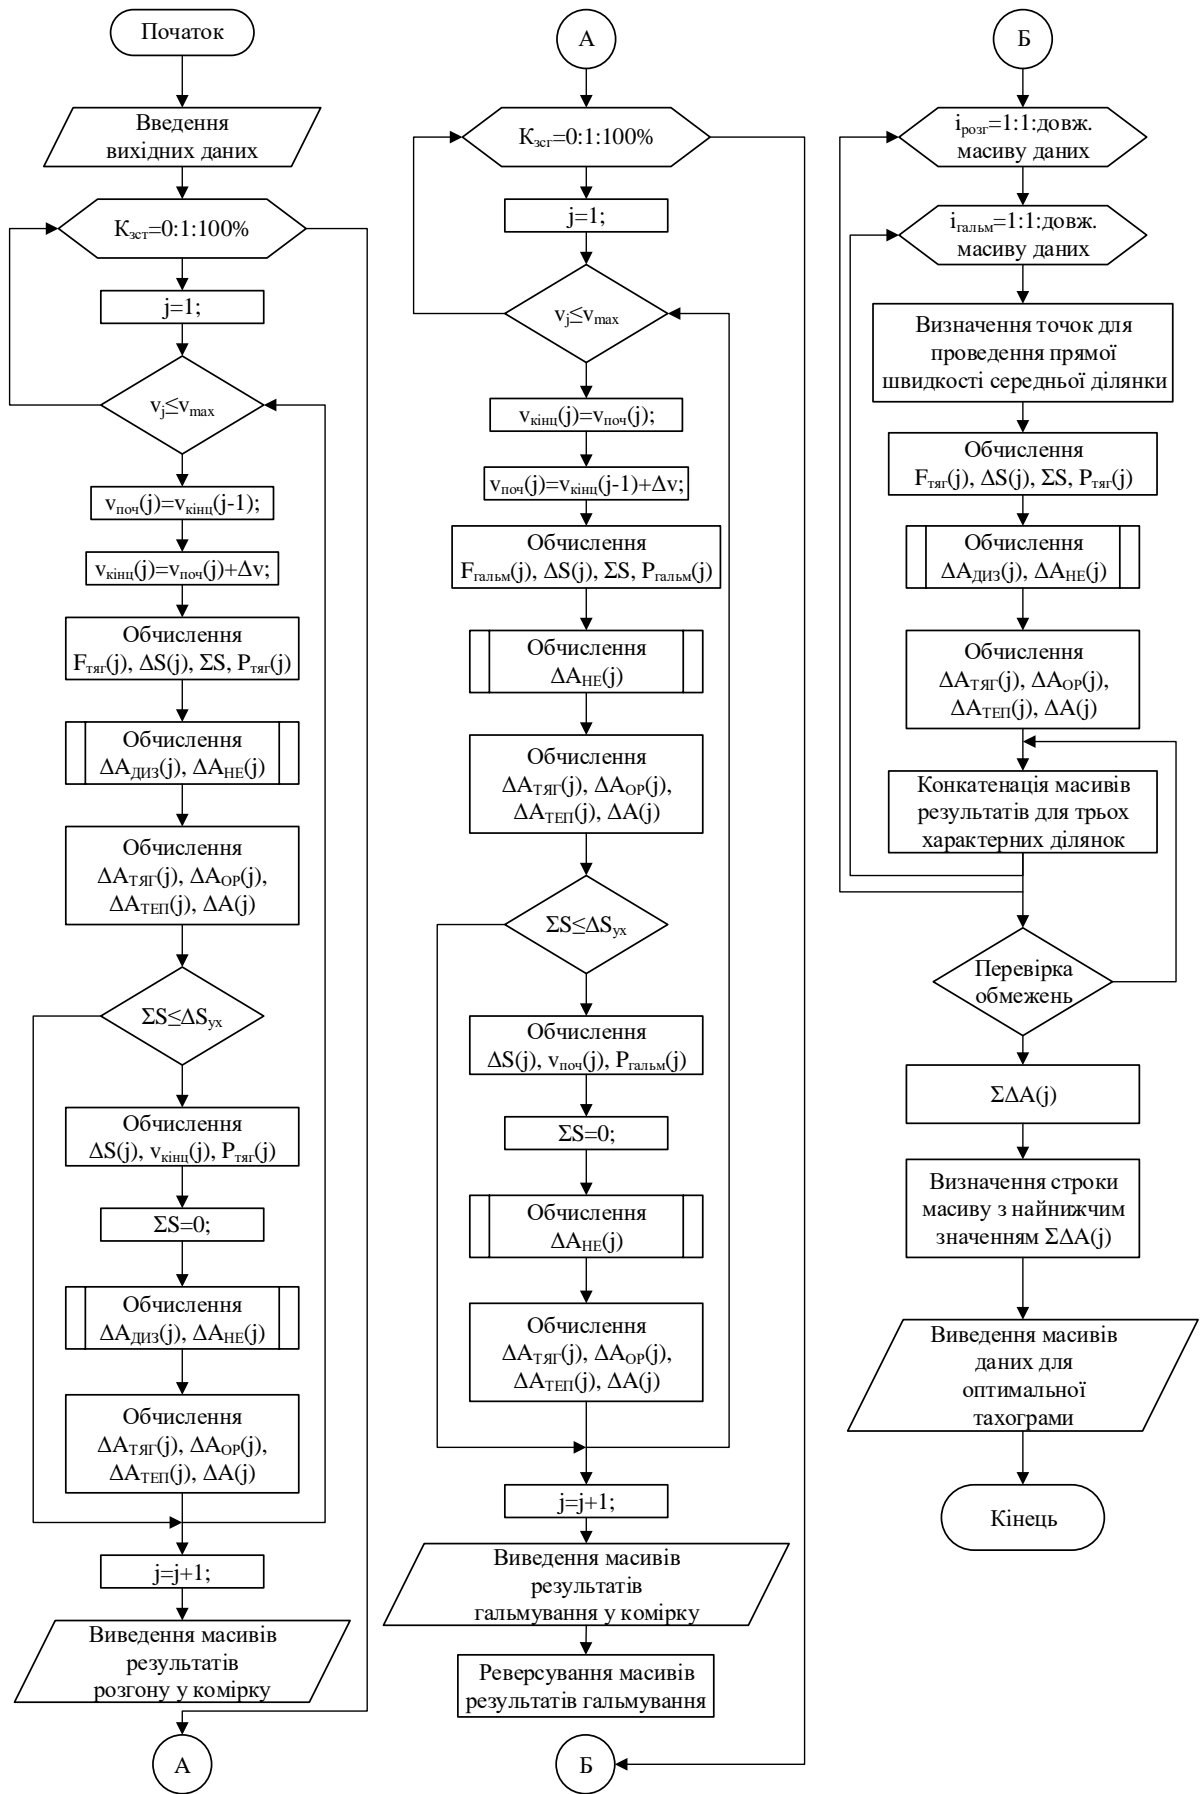 Початок
Введення
вихідних даних
Kзст=0:1:100%
j=1;
vj≤vmax
vпоч(j)=vкінц(j-1);
vкінц(j)=vпоч(j)+Δv;
Обчислення
Fтяг(j), ΔS(j), ΣS, Pтяг(j)
Обчислення
ΔAДИЗ(j), ΔAНЕ(j)
Обчислення
ΔAТЯГ(j), ΔAОР(j),
ΔAТЕП(j), ΔA(j)
ΣS≤ΔSух
Обчислення
ΔS(j), vкінц(j), Pтяг(j)
ΣS=0;
Обчислення
ΔAДИЗ(j), ΔAНЕ(j)
Обчислення
ΔAТЯГ(j), ΔAОР(j),
ΔAТЕП(j), ΔA(j)
j=j+1;
Виведення масивів
результатів
розгону у комірку
А
А
Kзсг=0:1:100%
j=1;
vj≤vmax
vкінц(j)=vпоч(j);
vпоч(j)=vкінц(j-1)+Δv;
Обчислення
Fгальм(j), ΔS(j), ΣS, Pгальм(j)
Обчислення
ΔAНЕ(j)
Обчислення
ΔAТЯГ(j), ΔAОР(j),
ΔAТЕП(j), ΔA(j)
ΣS≤ΔSух
Обчислення
ΔS(j), vпоч(j), Pгальм(j)
ΣS=0;
Обчислення
ΔAНЕ(j)
Обчислення
ΔAТЯГ(j), ΔAОР(j),
ΔAТЕП(j), ΔA(j)
j=j+1;
Виведення масивів
результатів
гальмування у комірку
Реверсування масивів
результатів гальмування
Б
Б
iрозг=1:1:довж.
масиву даних
iгальм=1:1:довж.
масиву даних
Визначення точок для
проведення прямої
швидкості середньої ділянки
Обчислення
Fтяг(j), ΔS(j), ΣS, Pтяг(j)
Обчислення
ΔAДИЗ(j), ΔAНЕ(j)
Обчислення
ΔAТЯГ(j), ΔAОР(j),
ΔAТЕП(j), ΔA(j)
Конкатенація масивів
результатів для трьох
характерних ділянок
Перевірка
обмежень
ΣΔA(j)
Визначення строки
масиву з найнижчим
значенням ΣΔA(j)
Виведення масивів
даних для
оптимальної
тахограми
Кінець